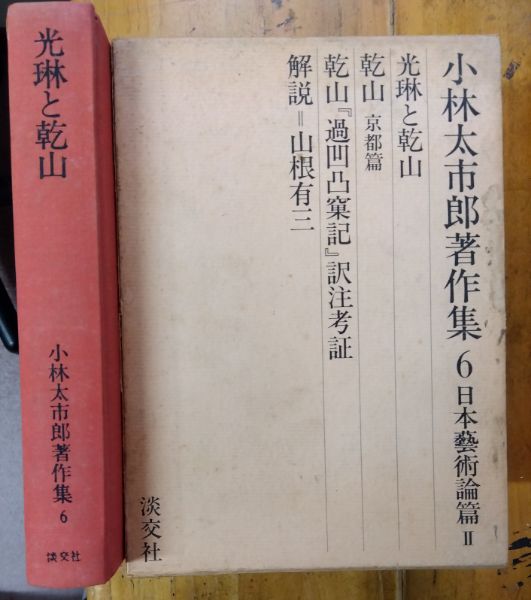 光琳と乾山
小林太市郎著作集 6
淡交社
小林太市郎著作集 6 日本藝術論篇 II
光琳と乾山
乾山 京都篇
乾山『過凹凸窠記』訳注考証
解説＝山根有三
淡交社